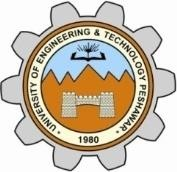 UNIVERSITY OF ENGINEERING & TECHNOLOGY PESHAWAR
1980